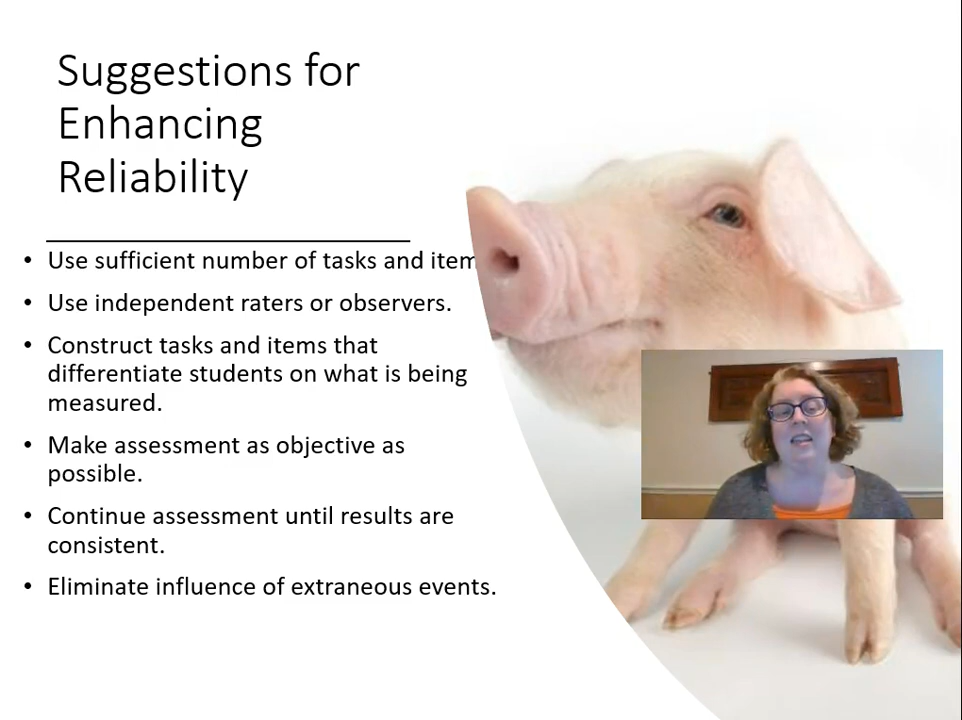 Suggestions for
Enhancing
Reliability
• Use sufficient number of tasks and item
• Use independent raters or observers.
• Construct tasks and items that
differentiate students on what is being
measured.
• Make assessment as objective as
possible.
• Continue assessment until results are
consistent.
• Eliminate influence of extraneous events.